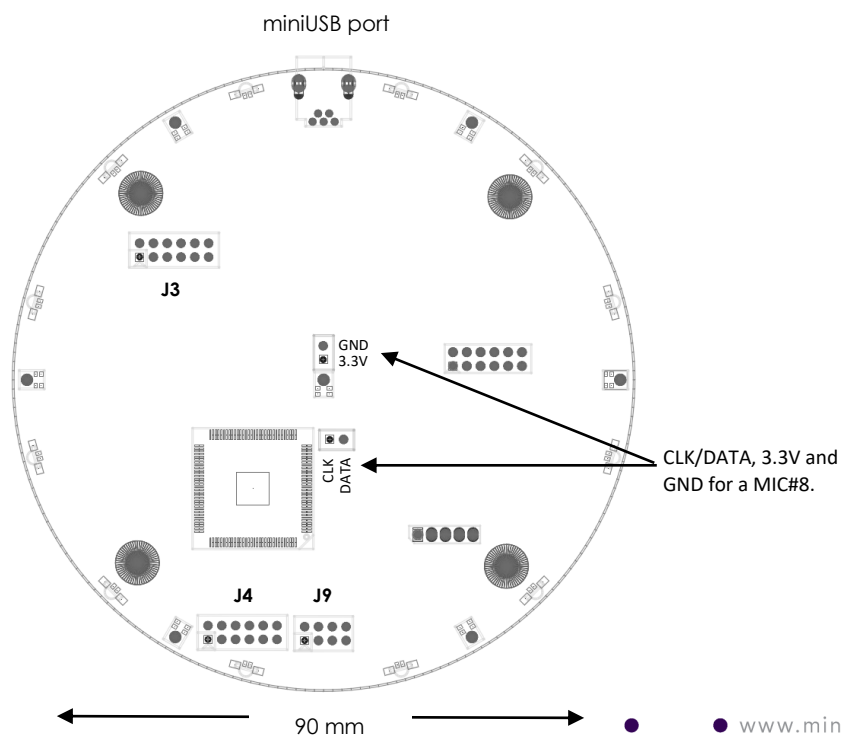 miniUSB port
J3
GND
3.3V
CLK
DATA
CLK/DATA, 3.3V and
GND for a MIC#8.
J4
J9
90 mm
www.min